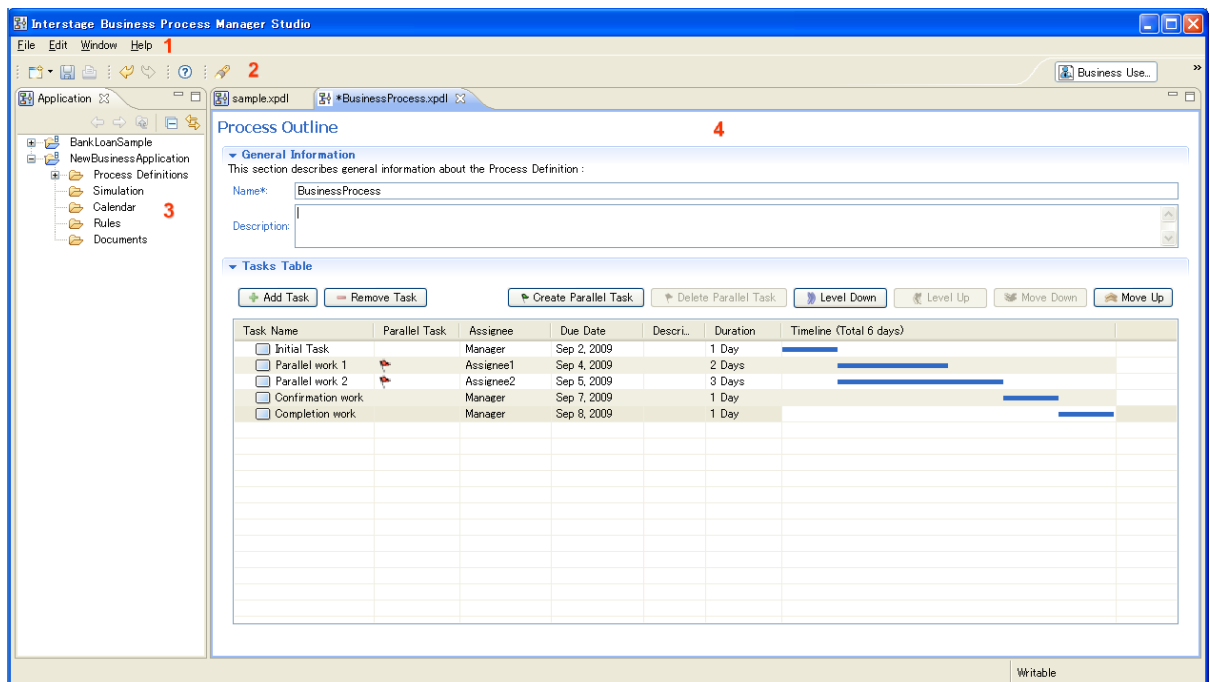 Interstage Business Process Manager Studio
File Edit Window Help 1
2
Business Use...
»
Application
sample.xpdl
*BusinessProcess.xpdl
BankLoanSample
NewBusinessApplication
Process Definitions
Simulation
Calendar
Rules
Documents
3
Process Outline
4
General Information
This section describes general information about the Process Definition :
Name*: BusinessProcess
Description:
Tasks Table
Add Task Remove Task Create Parallel Task Delete Parallel Task Level Down Level Up Move Down Move Up
Task Name Parallel Task Assignee Due Date Descri... Duration Timeline (Total 6 days)
Initial Task Manager Sep 2, 2009 1 Day
Parallel work 1 Assignee1 Sep 4, 2009 2 Days
Parallel work 2 Assignee2 Sep 5, 2009 3 Days
Confirmation work Manager Sep 7, 2009 1 Day
Completion work Manager Sep 8, 2009 1 Day
Writable